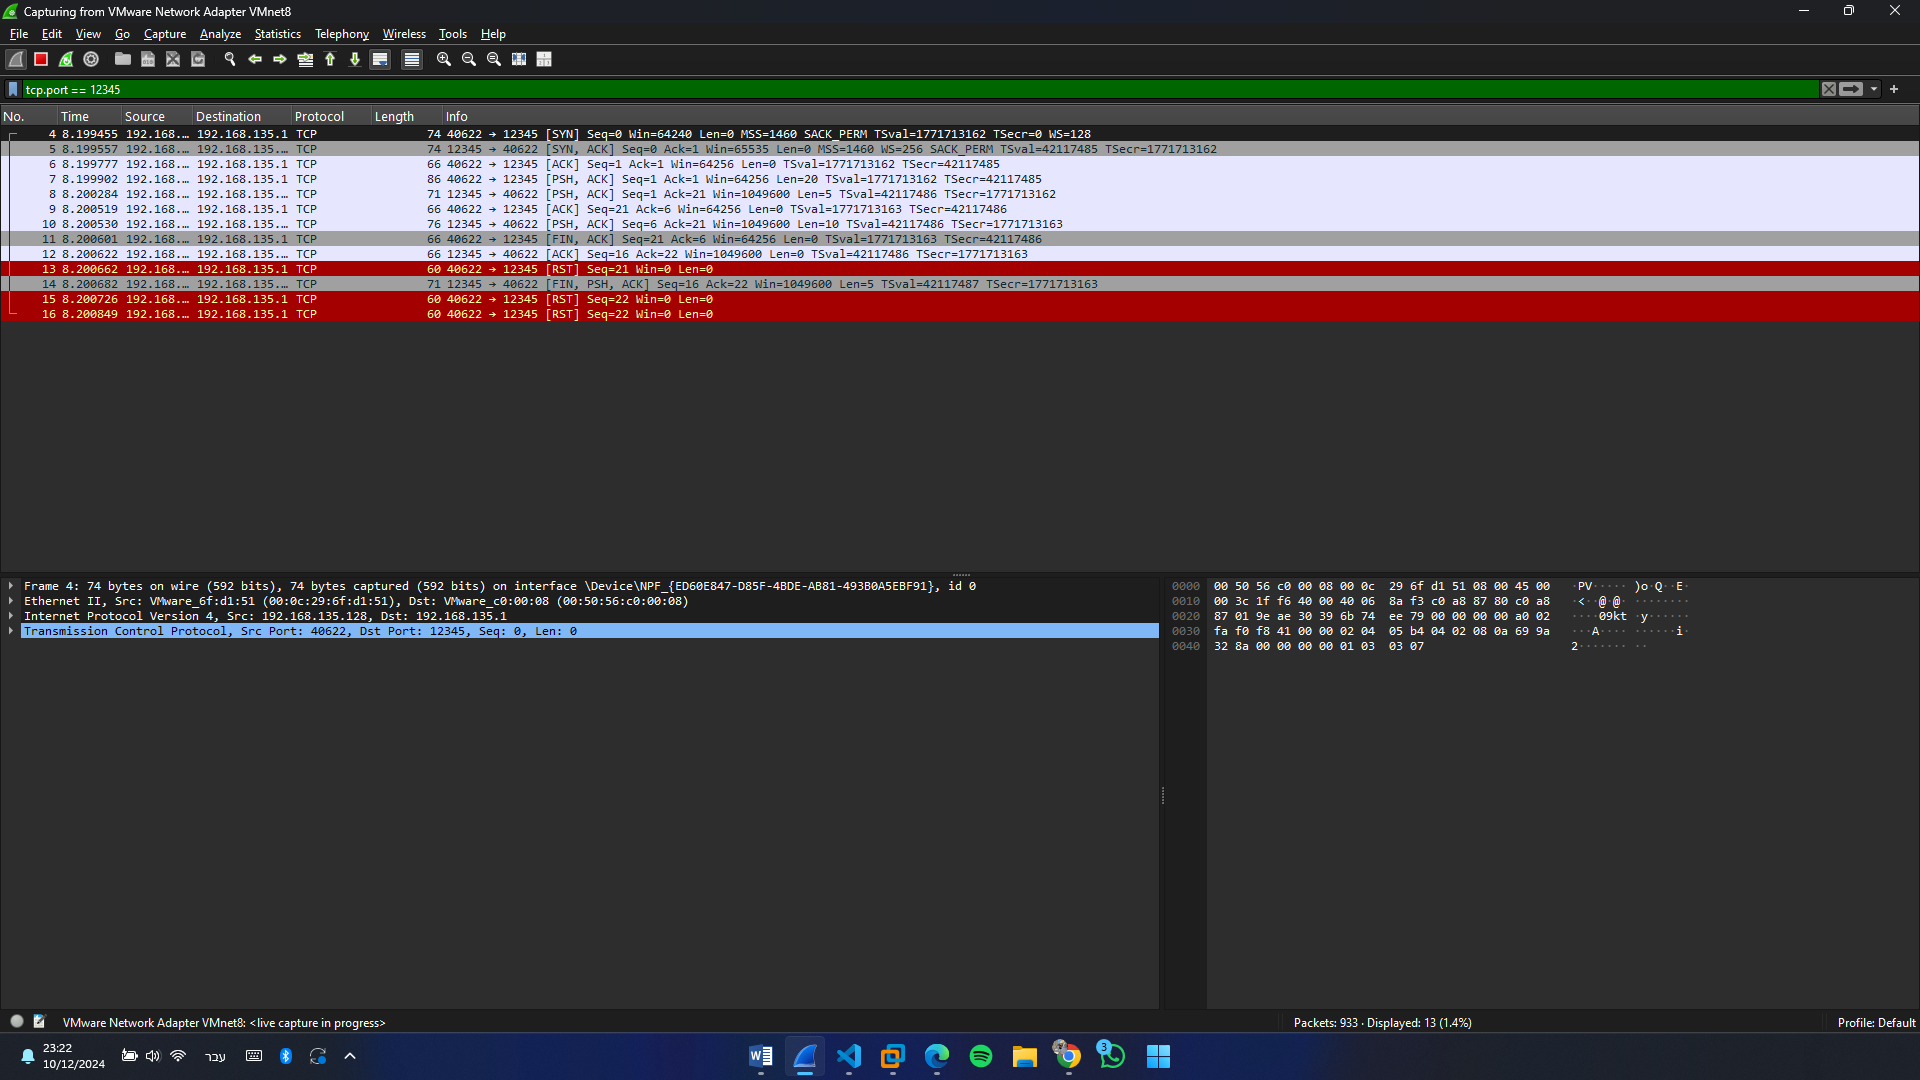 Capturing from VMware Network Adapter VMnet8
File Edit View Go Capture Analyze Statistics Telephony Wireless Tools Help
tcp.port == 12345
No. Time Source Destination Protocol Length Info
4 8.199455 192.168.… 192.168.135.1 TCP 74 40622 → 12345 [SYN] Seq=0 Win=64240 Len=0 MSS=1460 SACK_PERM TSval=1771713162 TSecr=0 WS=128
5 8.199557 192.168.… 192.168.135.… TCP 74 12345 → 40622 [SYN, ACK] Seq=0 Ack=1 Win=65535 Len=0 MSS=1460 WS=256 SACK_PERM TSval=42117485 TSecr=1771713162
6 8.199777 192.168.… 192.168.135.1 TCP 66 40622 → 12345 [ACK] Seq=1 Ack=1 Win=64256 Len=0 TSval=1771713162 TSecr=42117485
7 8.199902 192.168.… 192.168.135.1 TCP 86 40622 → 12345 [PSH, ACK] Seq=1 Ack=1 Win=64256 Len=20 TSval=1771713162 TSecr=42117485
8 8.200284 192.168.… 192.168.135.… TCP 71 12345 → 40622 [PSH, ACK] Seq=1 Ack=21 Win=1049600 Len=5 TSval=42117486 TSecr=1771713162
9 8.200519 192.168.… 192.168.135.1 TCP 66 40622 → 12345 [ACK] Seq=21 Ack=6 Win=64256 Len=0 TSval=1771713163 TSecr=42117486
10 8.200530 192.168.… 192.168.135.… TCP 76 12345 → 40622 [PSH, ACK] Seq=6 Ack=21 Win=1049600 Len=10 TSval=42117486 TSecr=1771713163
11 8.200601 192.168.… 192.168.135.1 TCP 66 40622 → 12345 [FIN, ACK] Seq=21 Ack=6 Win=64256 Len=0 TSval=1771713163 TSecr=42117486
12 8.200622 192.168.… 192.168.135.… TCP 66 12345 → 40622 [ACK] Seq=16 Ack=22 Win=1049600 Len=0 TSval=42117486 TSecr=1771713163
13 8.200662 192.168.… 192.168.135.1 TCP 60 40622 → 12345 [RST] Seq=21 Win=0 Len=0
14 8.200682 192.168.… 192.168.135.… TCP 71 12345 → 40622 [FIN, PSH, ACK] Seq=16 Ack=22 Win=1049600 Len=5 TSval=42117487 TSecr=1771713163
15 8.200726 192.168.… 192.168.135.1 TCP 60 40622 → 12345 [RST] Seq=22 Win=0 Len=0
16 8.200849 192.168.… 192.168.135.1 TCP 60 40622 → 12345 [RST] Seq=22 Win=0 Len=0
Frame 4: 74 bytes on wire (592 bits), 74 bytes captured (592 bits) on interface \Device\NPF_{ED60E847-D85F-4BDE-AB81-493B0A5EBF91}, id 0
Ethernet II, Src: VMware_6f:d1:51 (00:0c:29:6f:d1:51), Dst: VMware_c0:00:08 (00:50:56:c0:00:08)
Internet Protocol Version 4, Src: 192.168.135.128, Dst: 192.168.135.1
Transmission Control Protocol, Src Port: 40622, Dst Port: 12345, Seq: 0, Len: 0
0000 00 50 56 c0 00 08 00 0c 29 6f d1 51 08 00 45 00 ·PV····· )o·Q··E·
0010 00 3c 1f f6 40 00 40 06 8a f3 c0 a8 87 80 c0 a8 ·<··@·@· ········
0020 87 01 9e ae 30 39 6b 74 ee 79 00 00 00 00 a0 02 ····09kt ·y······
0030 fa f0 f8 41 00 00 02 04 05 b4 04 02 08 0a 69 9a ···A···· ······i·
0040 32 8a 00 00 00 00 01 03 03 07 2······· ··
VMware Network Adapter VMnet8: <live capture in progress>
Packets: 933 · Displayed: 13 (1.4%)
Profile: Default
23:22
10/12/2024
עבר
3